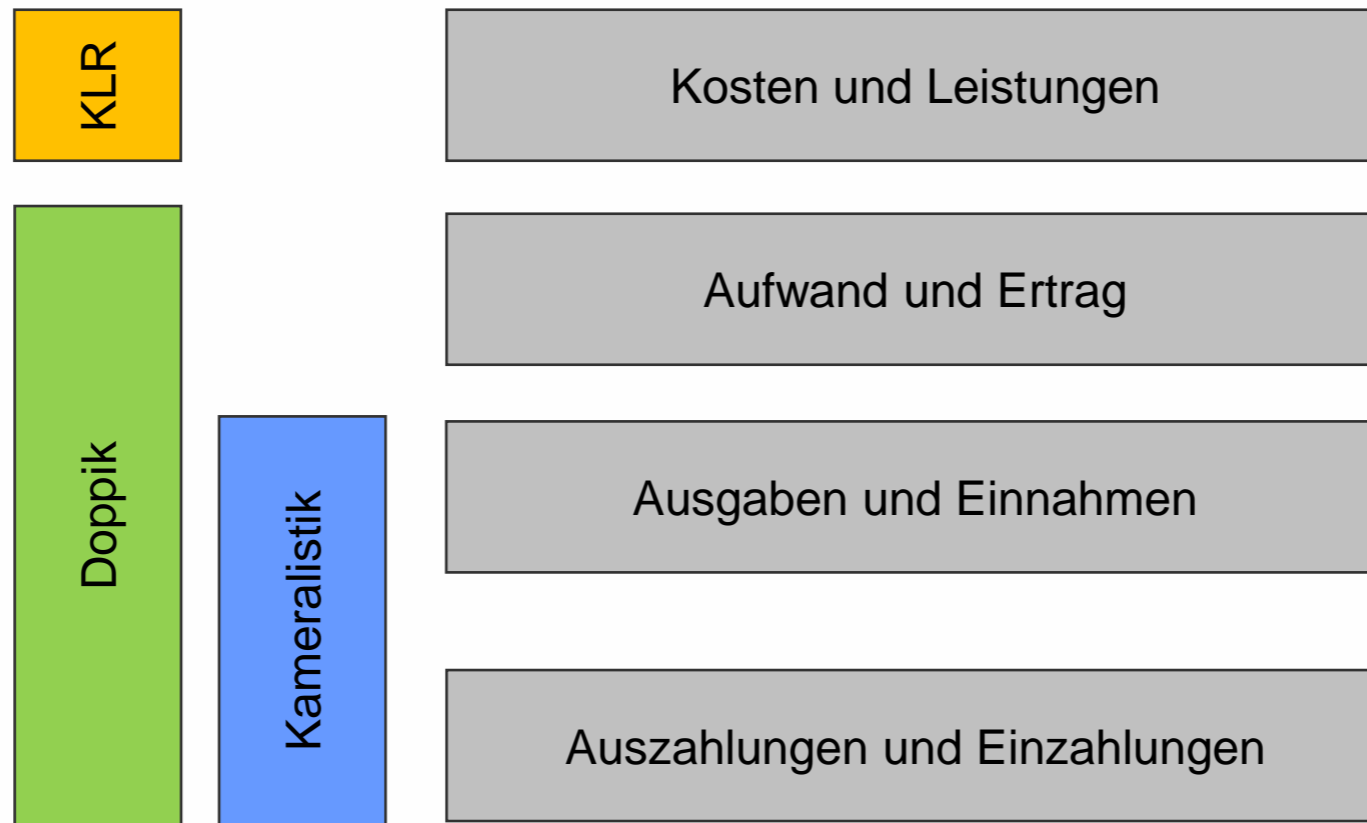 KLR
Kosten und Leistungen
Aufwand und Ertrag
Doppik
Kameralistik
Ausgaben und Einnahmen
Auszahlungen und Einzahlungen